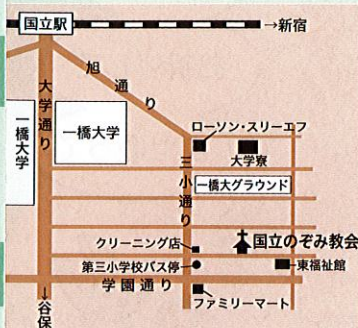 国立駅
→新宿
旭通り
大学通り
一橋大学
一橋大学
ローソン・スリーエフ
大学寮
三小通り
一橋大グラウンド
クリーニング店
国立のぞみ教会
第三小学校バス停
東福祉館
学園通り
→谷保
ファミリーマート